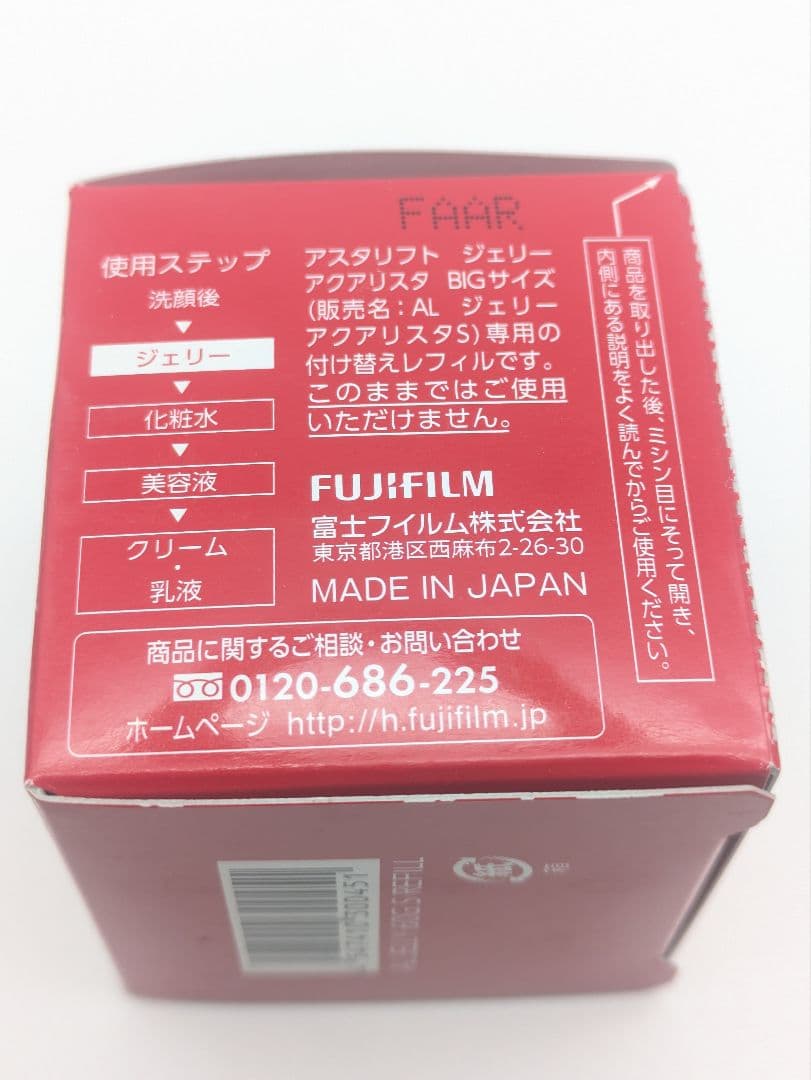 FAAR
使用ステップ
洗顔後
ジェリー
化粧水
美容液
クリーム
・
乳液
アスタリフト ジェリー
アクアリスタ BIGサイズ
（販売名：AL ジェリー
アクアリスタS）専用の
付け替えレフィルです。
このままではご使用
いただけません。
FUJIFILM
富士フイルム株式会社
東京都港区西麻布2-26-30
MADE IN JAPAN
商品を取り出した後、ミシン目にそって開き、
内側にある説明をよく読んでからご使用ください。
商品に関するご相談・お問い合わせ
0120-686-225
ホームページ http://h.fujifilm.jp
REFILL
箱